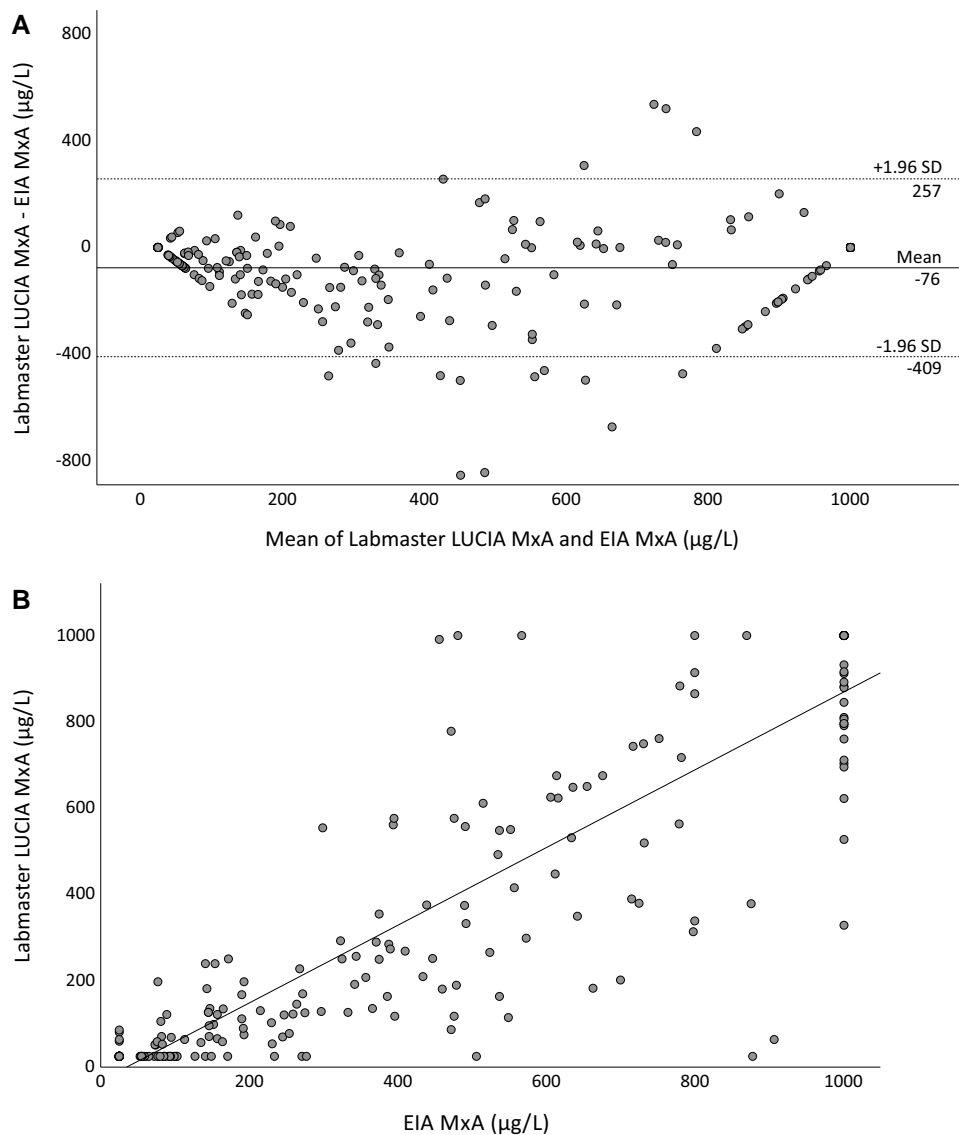 A
Labmaster LUCIA MxA - EIA MxA (µg/L)
800
400
0
-400
-800
+1.96 SD
257
Mean
-76
-1.96 SD
-409
0 200 400 600 800 1000
Mean of Labmaster LUCIA MxA and EIA MxA (µg/L)
B
Labmaster LUCIA MxA (µg/L)
1000
800
600
400
200
0
0 200 400 600 800 1000
EIA MxA (µg/L)